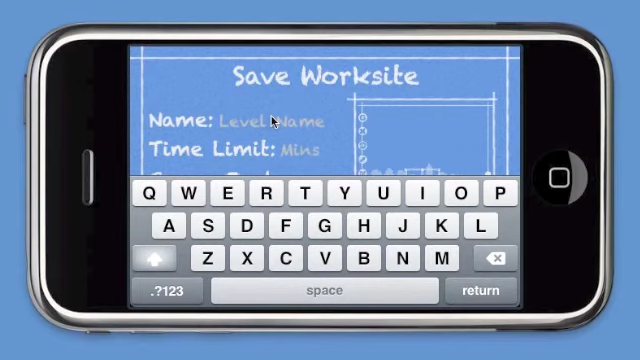 Save Worksite
Name: Level Name
Time Limit: Mins
Q W E R T Y U I O P
A S D F G H J K L
Z X C V B N M
.?123 space return